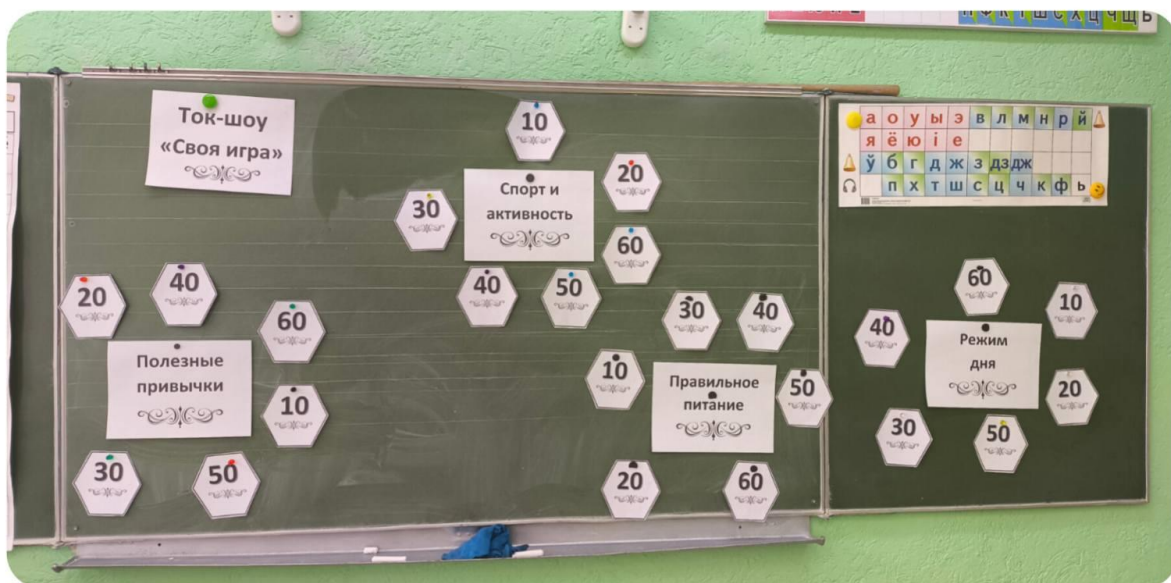 Ток-шоу
«Своя игра»
10
20
30
Спорт и
активность
60
40
50
20
40
60
Полезные
привычки
10
30
50
30
40
10
Правильное
питание
50
20
60
а о у ы э в л м н р й
я ё ю і е
ў б г д ж з дз дж
п х т ш с ц ч к ф ь
60
10
40
Режим
дня
20
30
50